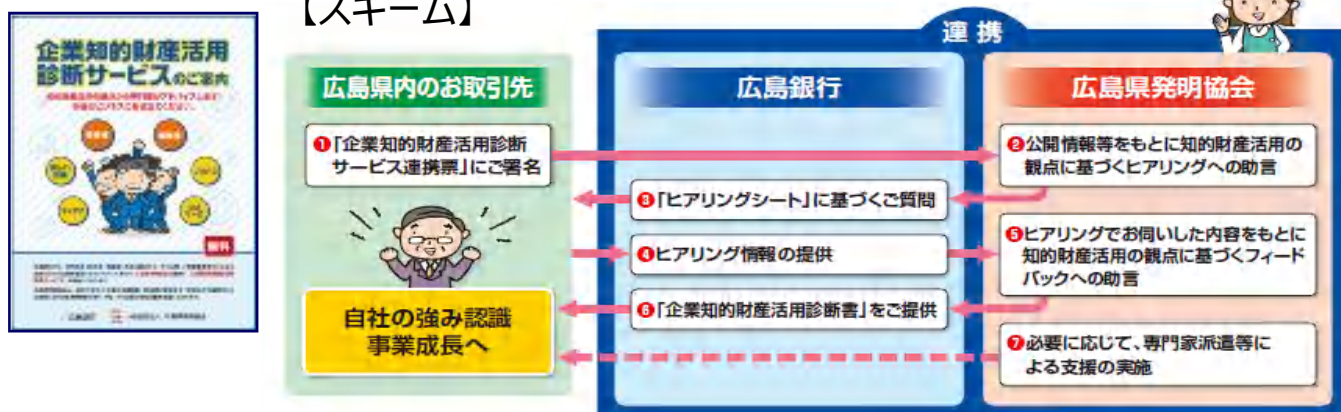 【スキーム】
企業知的財産活用
診断サービスのご案内
無料
連携
広島県内のお取引先
広島銀行
広島県発明協会
❶「企業知的財産活用診断
サービス連携票」にご署名
❷公開情報等をもとに知的財産活用の
観点に基づくヒアリングへの助言
❸「ヒアリングシート」に基づくご質問
❹ヒアリング情報の提供
❺ヒアリングでお伺いした内容をもとに
知的財産活用の観点に基づくフィード
バックへの助言
❻「企業知的財産活用診断書」をご提供
自社の強み認識
事業成長へ
❼必要に応じて、専門家派遣等に
よる支援の実施